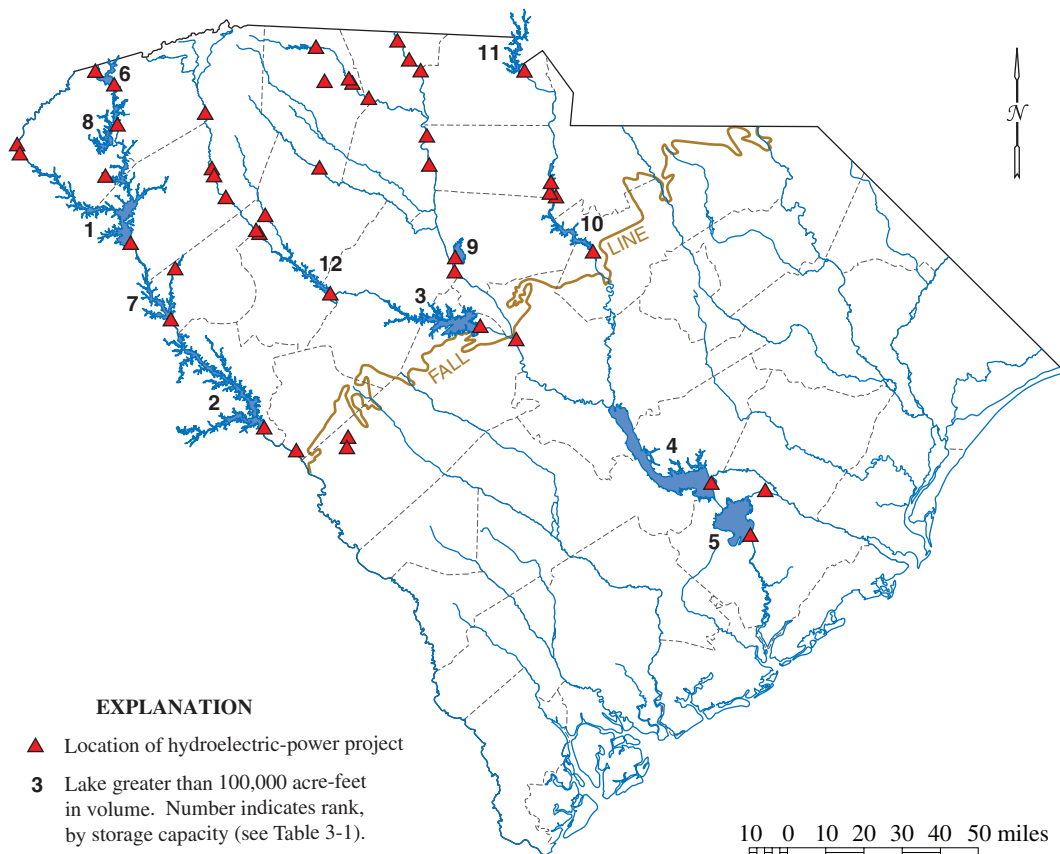 11
6
8
N
10
1
LINE
9
12
3
7
FALL
2
4
5
EXPLANATION
Location of hydroelectric-power project
3 Lake greater than 100,000 acre-feet
in volume. Number indicates rank,
by storage capacity (see Table 3-1).
10 0 10 20 30 40 50 miles